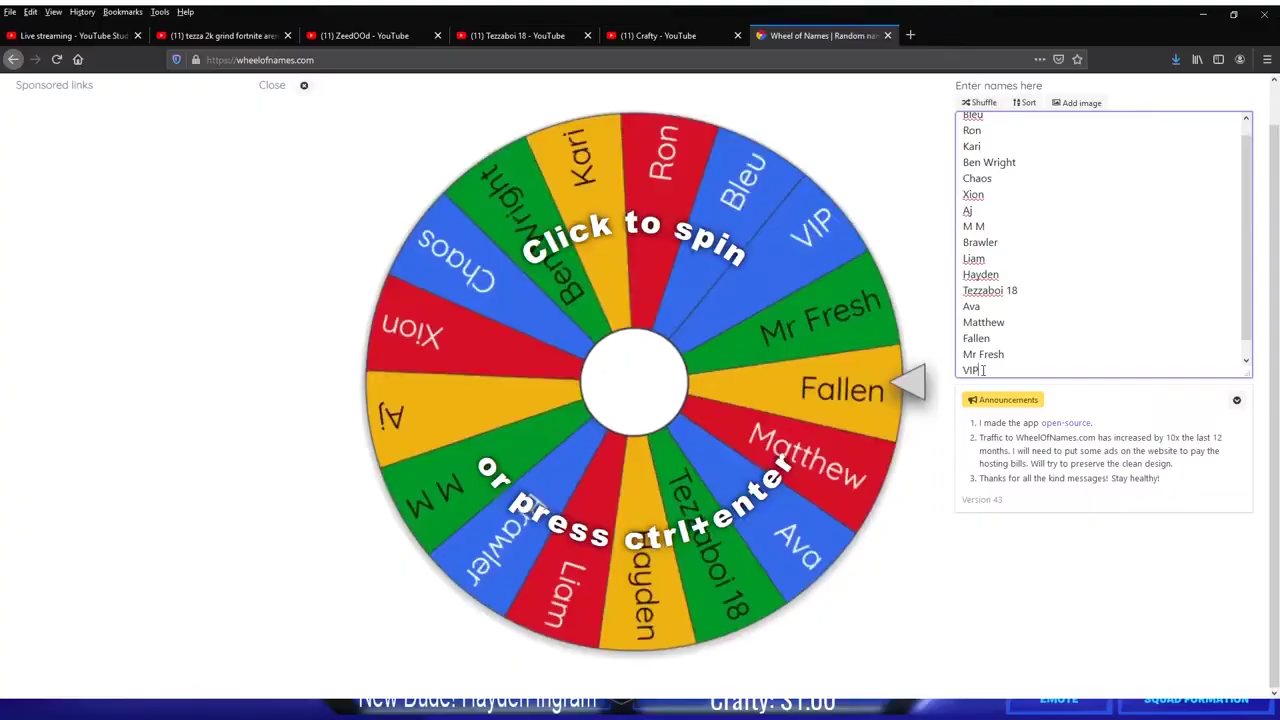 File Edit View History Bookmarks Tools Help
Live streaming - YouTube Stud
(11) tezza 2k grind fortnite aren
(11) ZeedOOd - YouTube
(11) Tezzaboi 18 - YouTube
(1) Crafty - YouTube
Wheel of Names | Random nam
https://wheelofnames.com
Sponsored links
Close
Enter names here
Shuffle Sort Add image
Bleu
Ron
Kari
Ben Wright
Chaos
Xion
Aj
M M
Brawler
Liam
Hayden
Tezzaboi 18
Ava
Matthew
Fallen
Mr Fresh
VIP
Announcements
1. I made the app open-source.
2. Traffic to WheelOfNames.com has increased by 10x the last 12
months. I will need to put some ads on the website to pay the
hosting bills. Will try to preserve the clean design.
3. Thanks for all the kind messages! Stay healthy!
Version 43
Click to spin
or press ctrl+enter
Kari
Ron
Bleu
VIP
Mr Fresh
Fallen
Matthew
Ava
Tezzaboi 18
Hayden
Liam
Brawler
M M
Aj
Xion
Chaos
Ben Wright
New Dude: Hayden Ingram
Crafty: $1.00
EMOTE
SQUAD FORMATION